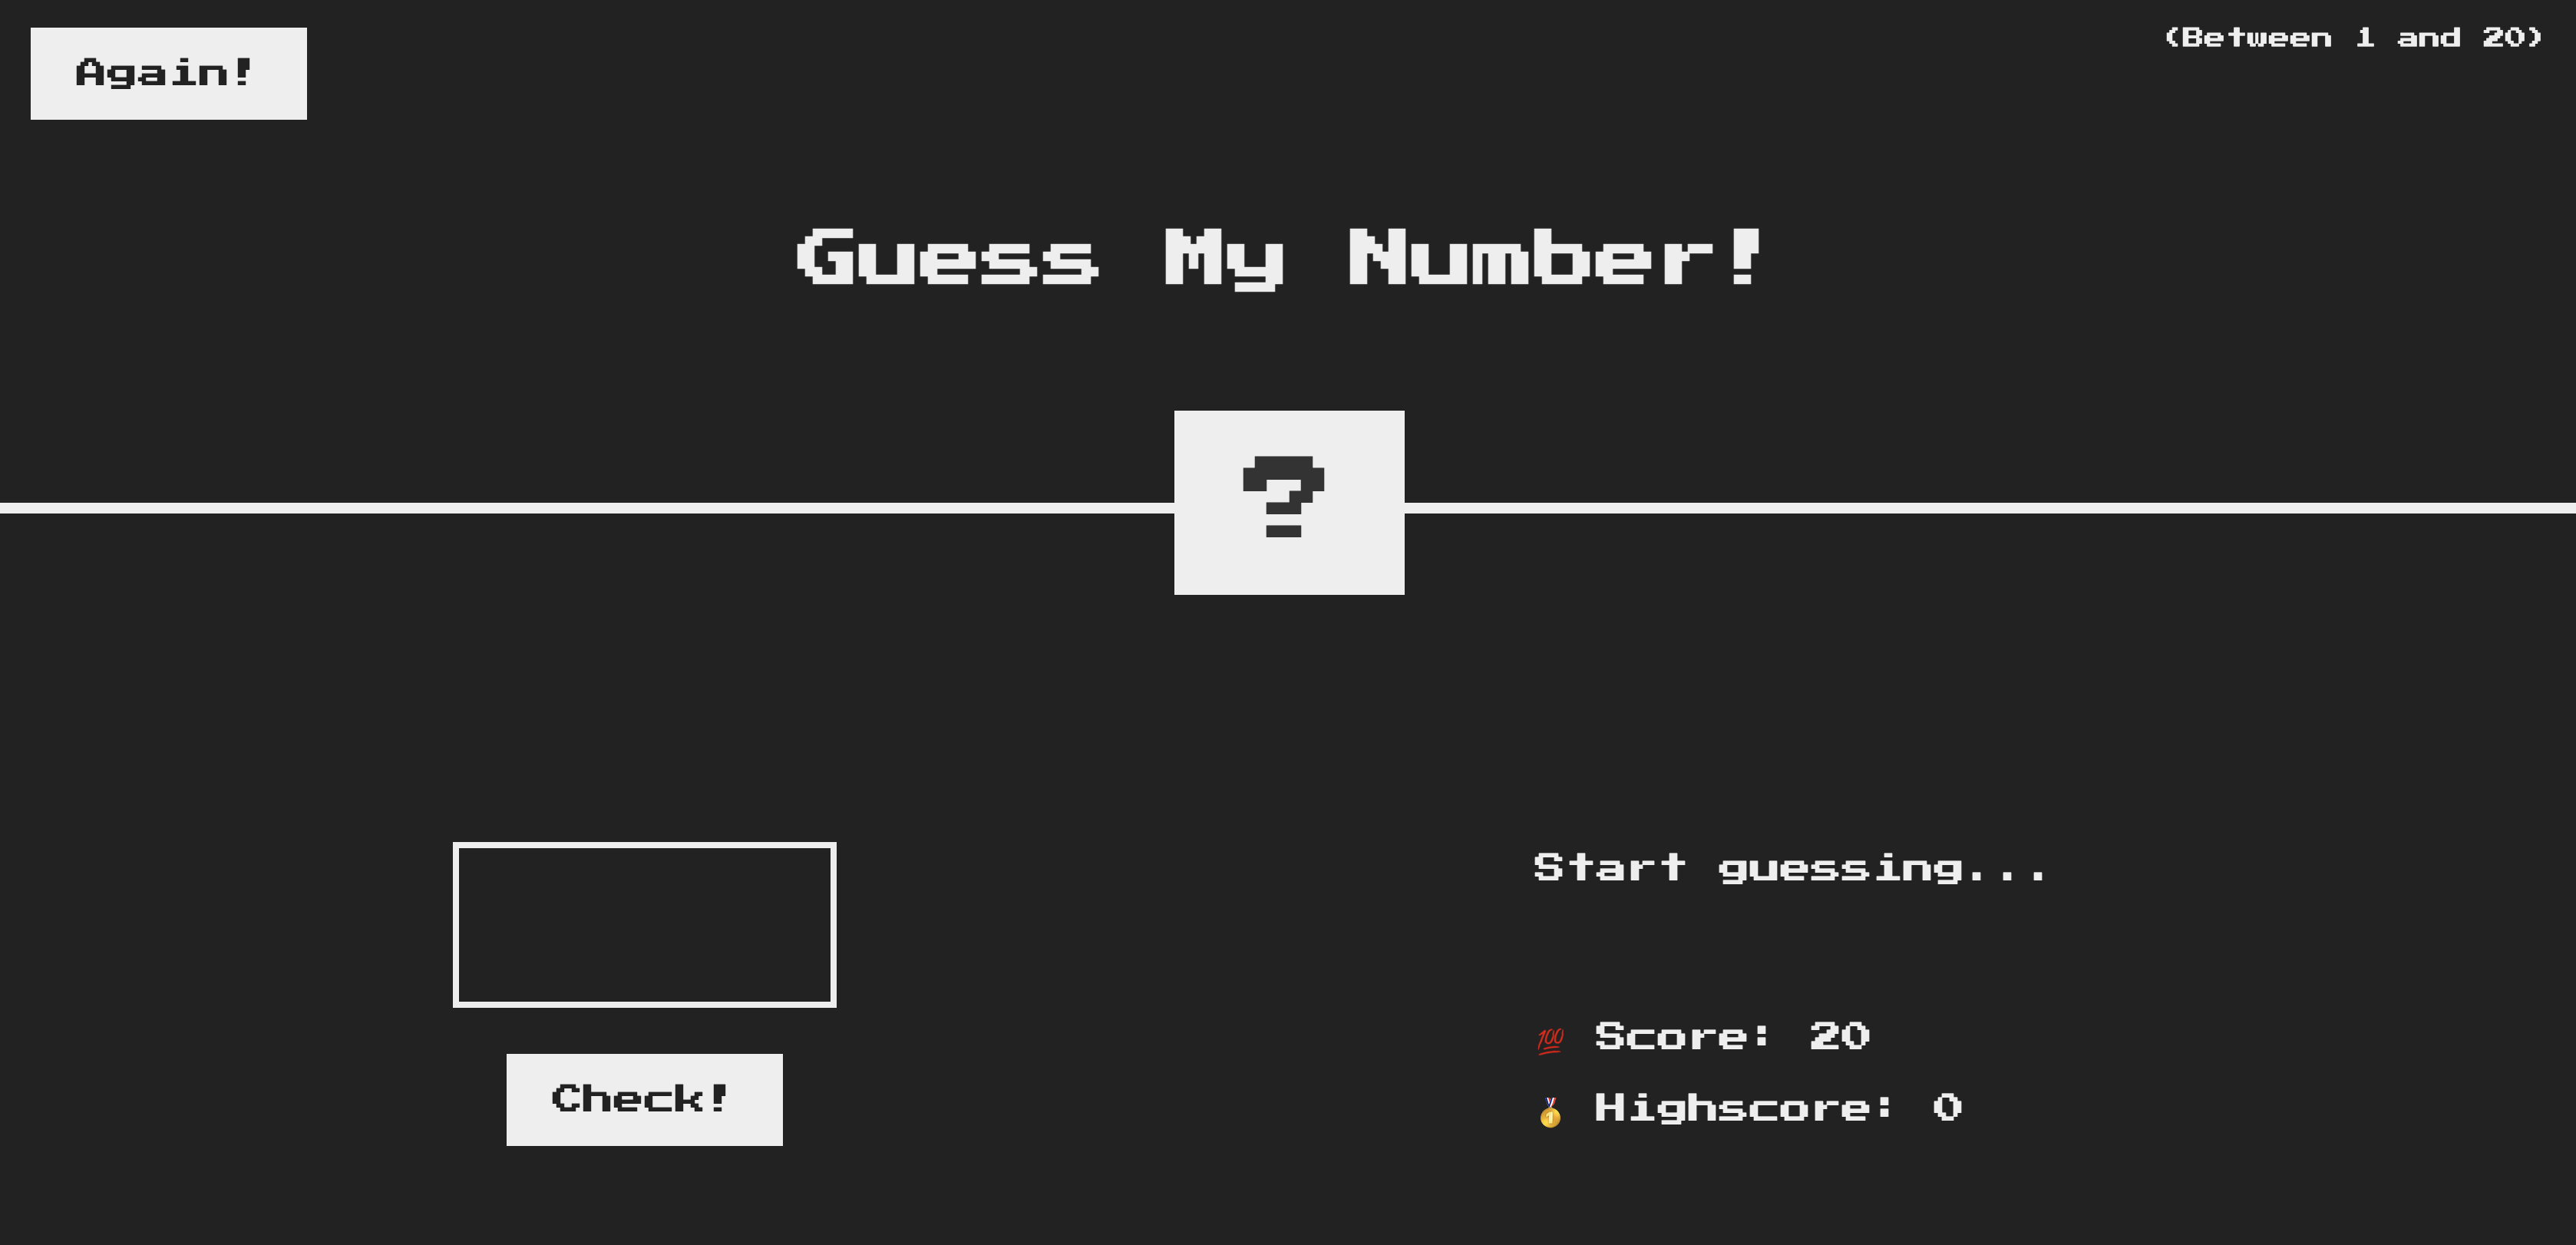 Again!
(Between 1 and 20)
Guess My Number!
?
Start guessing...
💯 Score: 20
Check!
🥇 Highscore: 0